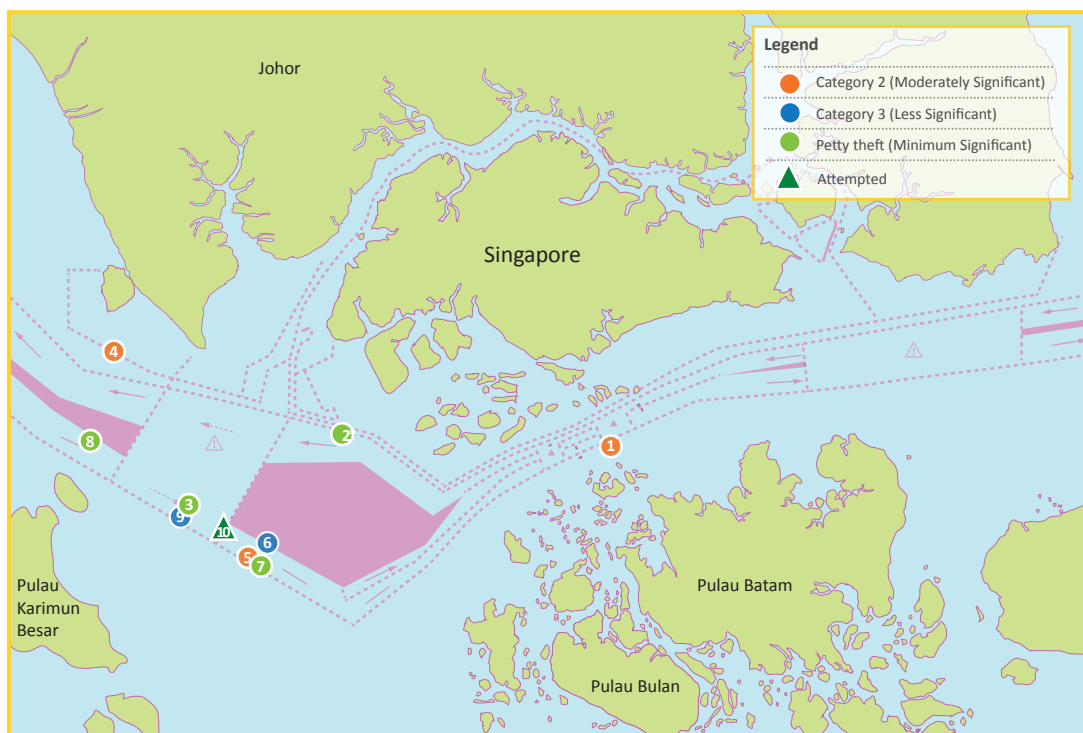 Legend
Johor
Category 2 (Moderately Significant)
Category 3 (Less Significant)
Petty theft (Minimum Significant)
Attempted
Singapore
4
2
8
1
3
9
10
6
5
7
Pulau
Karimun
Besar
Pulau Batam
Pulau Bulan